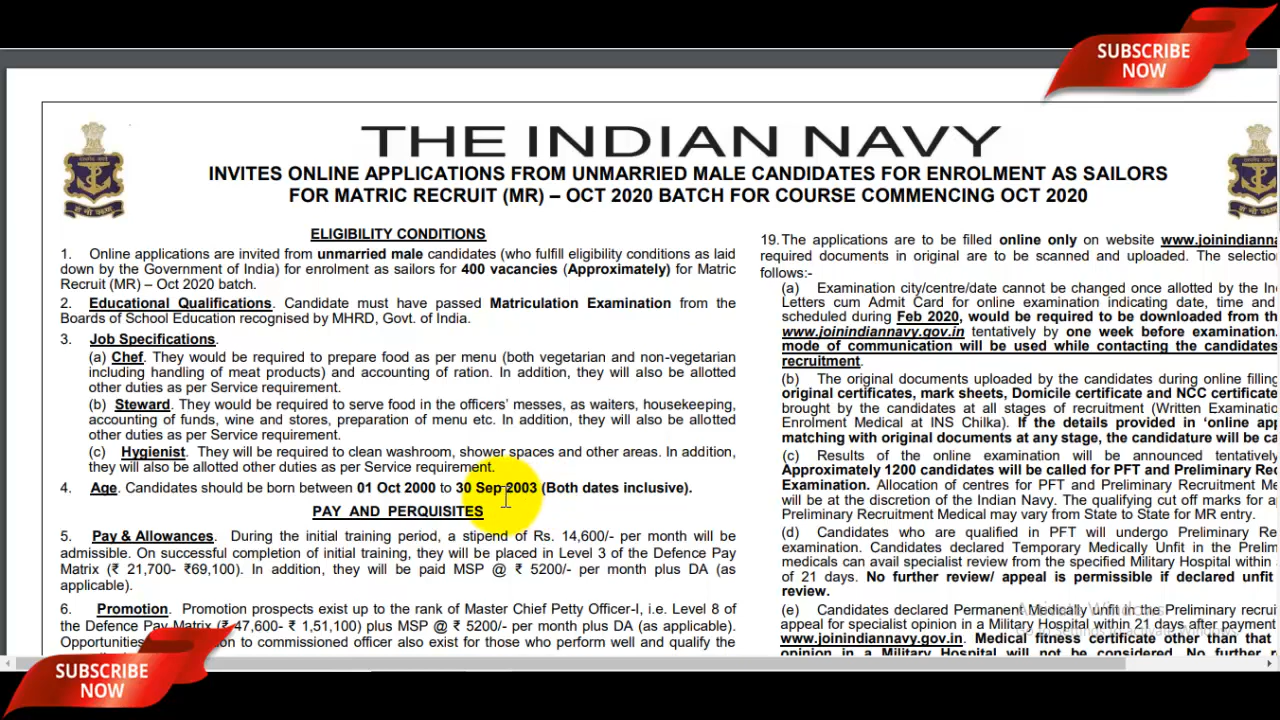 SUBSCRIBE
NOW
THE INDIAN NAVY
INVITES ONLINE APPLICATIONS FROM UNMARRIED MALE CANDIDATES FOR ENROLMENT AS SAILORS
FOR MATRIC RECRUIT (MR) – OCT 2020 BATCH FOR COURSE COMMENCING OCT 2020
ELIGIBILITY CONDITIONS
1. Online applications are invited from unmarried male candidates (who fulfill eligibility conditions as laid
down by the Government of India) for enrolment as sailors for 400 vacancies (Approximately) for Matric
Recruit (MR) – Oct 2020 batch.
2. Educational Qualifications. Candidate must have passed Matriculation Examination from the
Boards of School Education recognised by MHRD, Govt. of India.
3. Job Specifications.
(a) Chef. They would be required to prepare food as per menu (both vegetarian and non-vegetarian
including handling of meat products) and accounting of ration. In addition, they will also be allotted
other duties as per Service requirement.
(b) Steward. They would be required to serve food in the officers' messes, as waiters, housekeeping,
accounting of funds, wine and stores, preparation of menu etc. In addition, they will also be allotted
other duties as per Service requirement.
(c) Hygienist. They will be required to clean washroom, shower spaces and other areas. In addition,
they will also be allotted other duties as per Service requirement.
4. Age. Candidates should be born between 01 Oct 2000 to 30 Sep 2003 (Both dates inclusive).
PAY AND PERQUISITES
5. Pay & Allowances. During the initial training period, a stipend of Rs. 14,600/- per month will be
admissible. On successful completion of initial training, they will be placed in Level 3 of the Defence Pay
Matrix (₹ 21,700- ₹69,100). In addition, they will be paid MSP @ ₹ 5200/- per month plus DA (as
applicable).
6. Promotion. Promotion prospects exist up to the rank of Master Chief Petty Officer-I, i.e. Level 8 of
the Defence Pay Matrix (₹ 47,600- ₹ 1,51,100) plus MSP @ ₹ 5200/- per month plus DA (as applicable).
to commissioned officer also exist for those who perform well and qualify the
19. The applications are to be filled online only on website
required documents in original are to be scanned and uploaded. The
follows:-
(a) Examination city/centre/date cannot be changed once allotted by the
Letters cum Admit Card for online examination indicating date, time and
scheduled during Feb 2020, would be required to be downloaded from
www.joinindiannavy.gov.in tentatively by one week before examination.
mode of communication will be used while contacting the candidates
recruitment.
(b) The original documents uploaded by the candidates during online
original certificates, mark sheets, Domicile certificate and NCC
brought by the candidates at all stages of recruitment (Written
Enrolment Medical at INS Chilka). If the details provided in 'online
matching with original documents at any stage, the candidature will be
(c) Results of the online examination will be announced
Approximately 1200 candidates will be called for PFT and Preliminary
Examination. Allocation of centres for PFT and Preliminary Recruitment
will be at the discretion of the Indian Navy. The qualifying cut off marks for
Preliminary Recruitment Medical may vary from State to State for MR entry.
(d) Candidates who are qualified in PFT will undergo Preliminary
examination. Candidates declared Temporary Medically Unfit in the
medicals can avail specialist review from the specified Military Hospital within
of 21 days. No further review/ appeal is permissible if declared unfit
review.
(e) Candidates declared Permanent Medically unfit in the Preliminary
appeal for specialist opinion in a Military Hospital within 21 days after payment
www.joinindiannavy.gov.in. Medical fitness certificate other than that
opinion in a Military Hospital will not be considered. No further
SUBSCRIBE
NOW